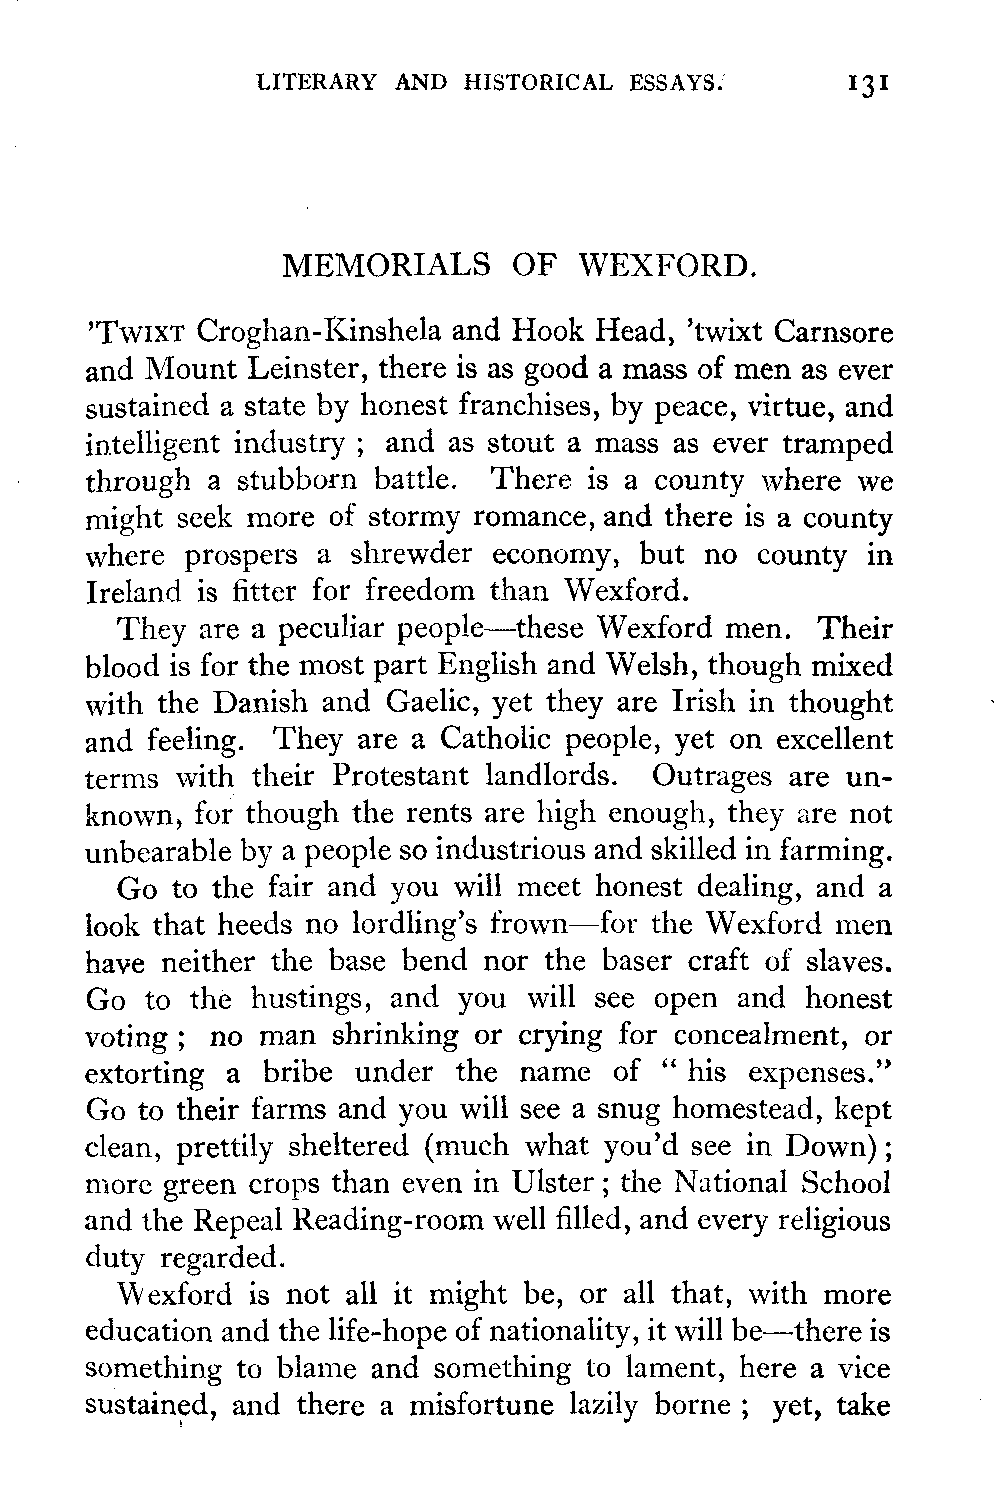 LITERARY AND HISTORICAL ESSAYS. 131
MEMORIALS OF WEXFORD.
’TWIXT Croghan-Kinshela and Hook Head, ’twixt Carnsore
and Mount Leinster, there is as good a mass of men as ever
sustained a state by honest franchises, by peace, virtue, and
intelligent industry ; and as stout a mass as ever tramped
through a stubborn battle. There is a county where we
might seek more of stormy romance, and there is a county
where prospers a shrewder economy, but no county in
Ireland is fitter for freedom than Wexford.
They are a peculiar people—these Wexford men. Their
blood is for the most part English and Welsh, though mixed
with the Danish and Gaelic, yet they are Irish in thought
and feeling. They are a Catholic people, yet on excellent
terms with their Protestant landlords. Outrages are un-
known, for though the rents are high enough, they are not
unbearable by a people so industrious and skilled in farming.
Go to the fair and you will meet honest dealing, and a
look that heeds no lordling’s frown—for the Wexford men
have neither the base bend nor the baser craft of slaves.
Go to the hustings, and you will see open and honest
voting ; no man shrinking or crying for concealment, or
extorting a bribe under the name of “ his expenses.”
Go to their farms and you will see a snug homestead, kept
clean, prettily sheltered (much what you’d see in Down) ;
more green crops than even in Ulster ; the National School
and the Repeal Reading-room well filled, and every religious
duty regarded.
Wexford is not all it might be, or all that, with more
education and the life-hope of nationality, it will be—there is
something to blame and something to lament, here a vice
sustained, and there a misfortune lazily borne ; yet, take